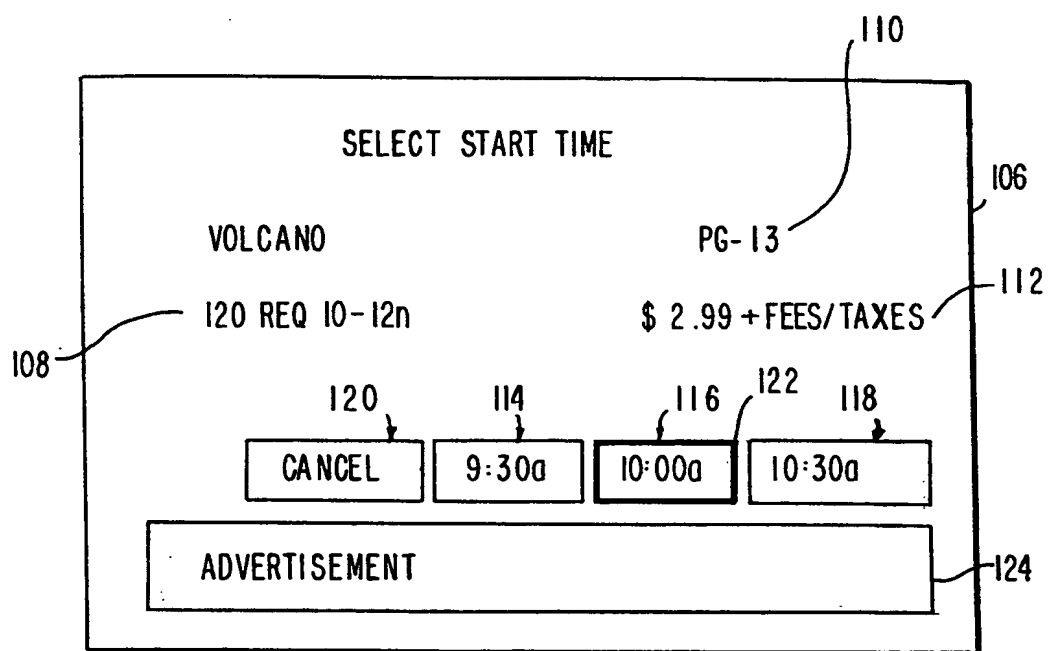 110
SELECT START TIME
106
VOLCANO PG-13
112
120 REQ 10-12n $ 2.99 + FEES/TAXES
108
120 114 116 122 118
CANCEL 9:30a 10:00a 10:30a
ADVERTISEMENT
124